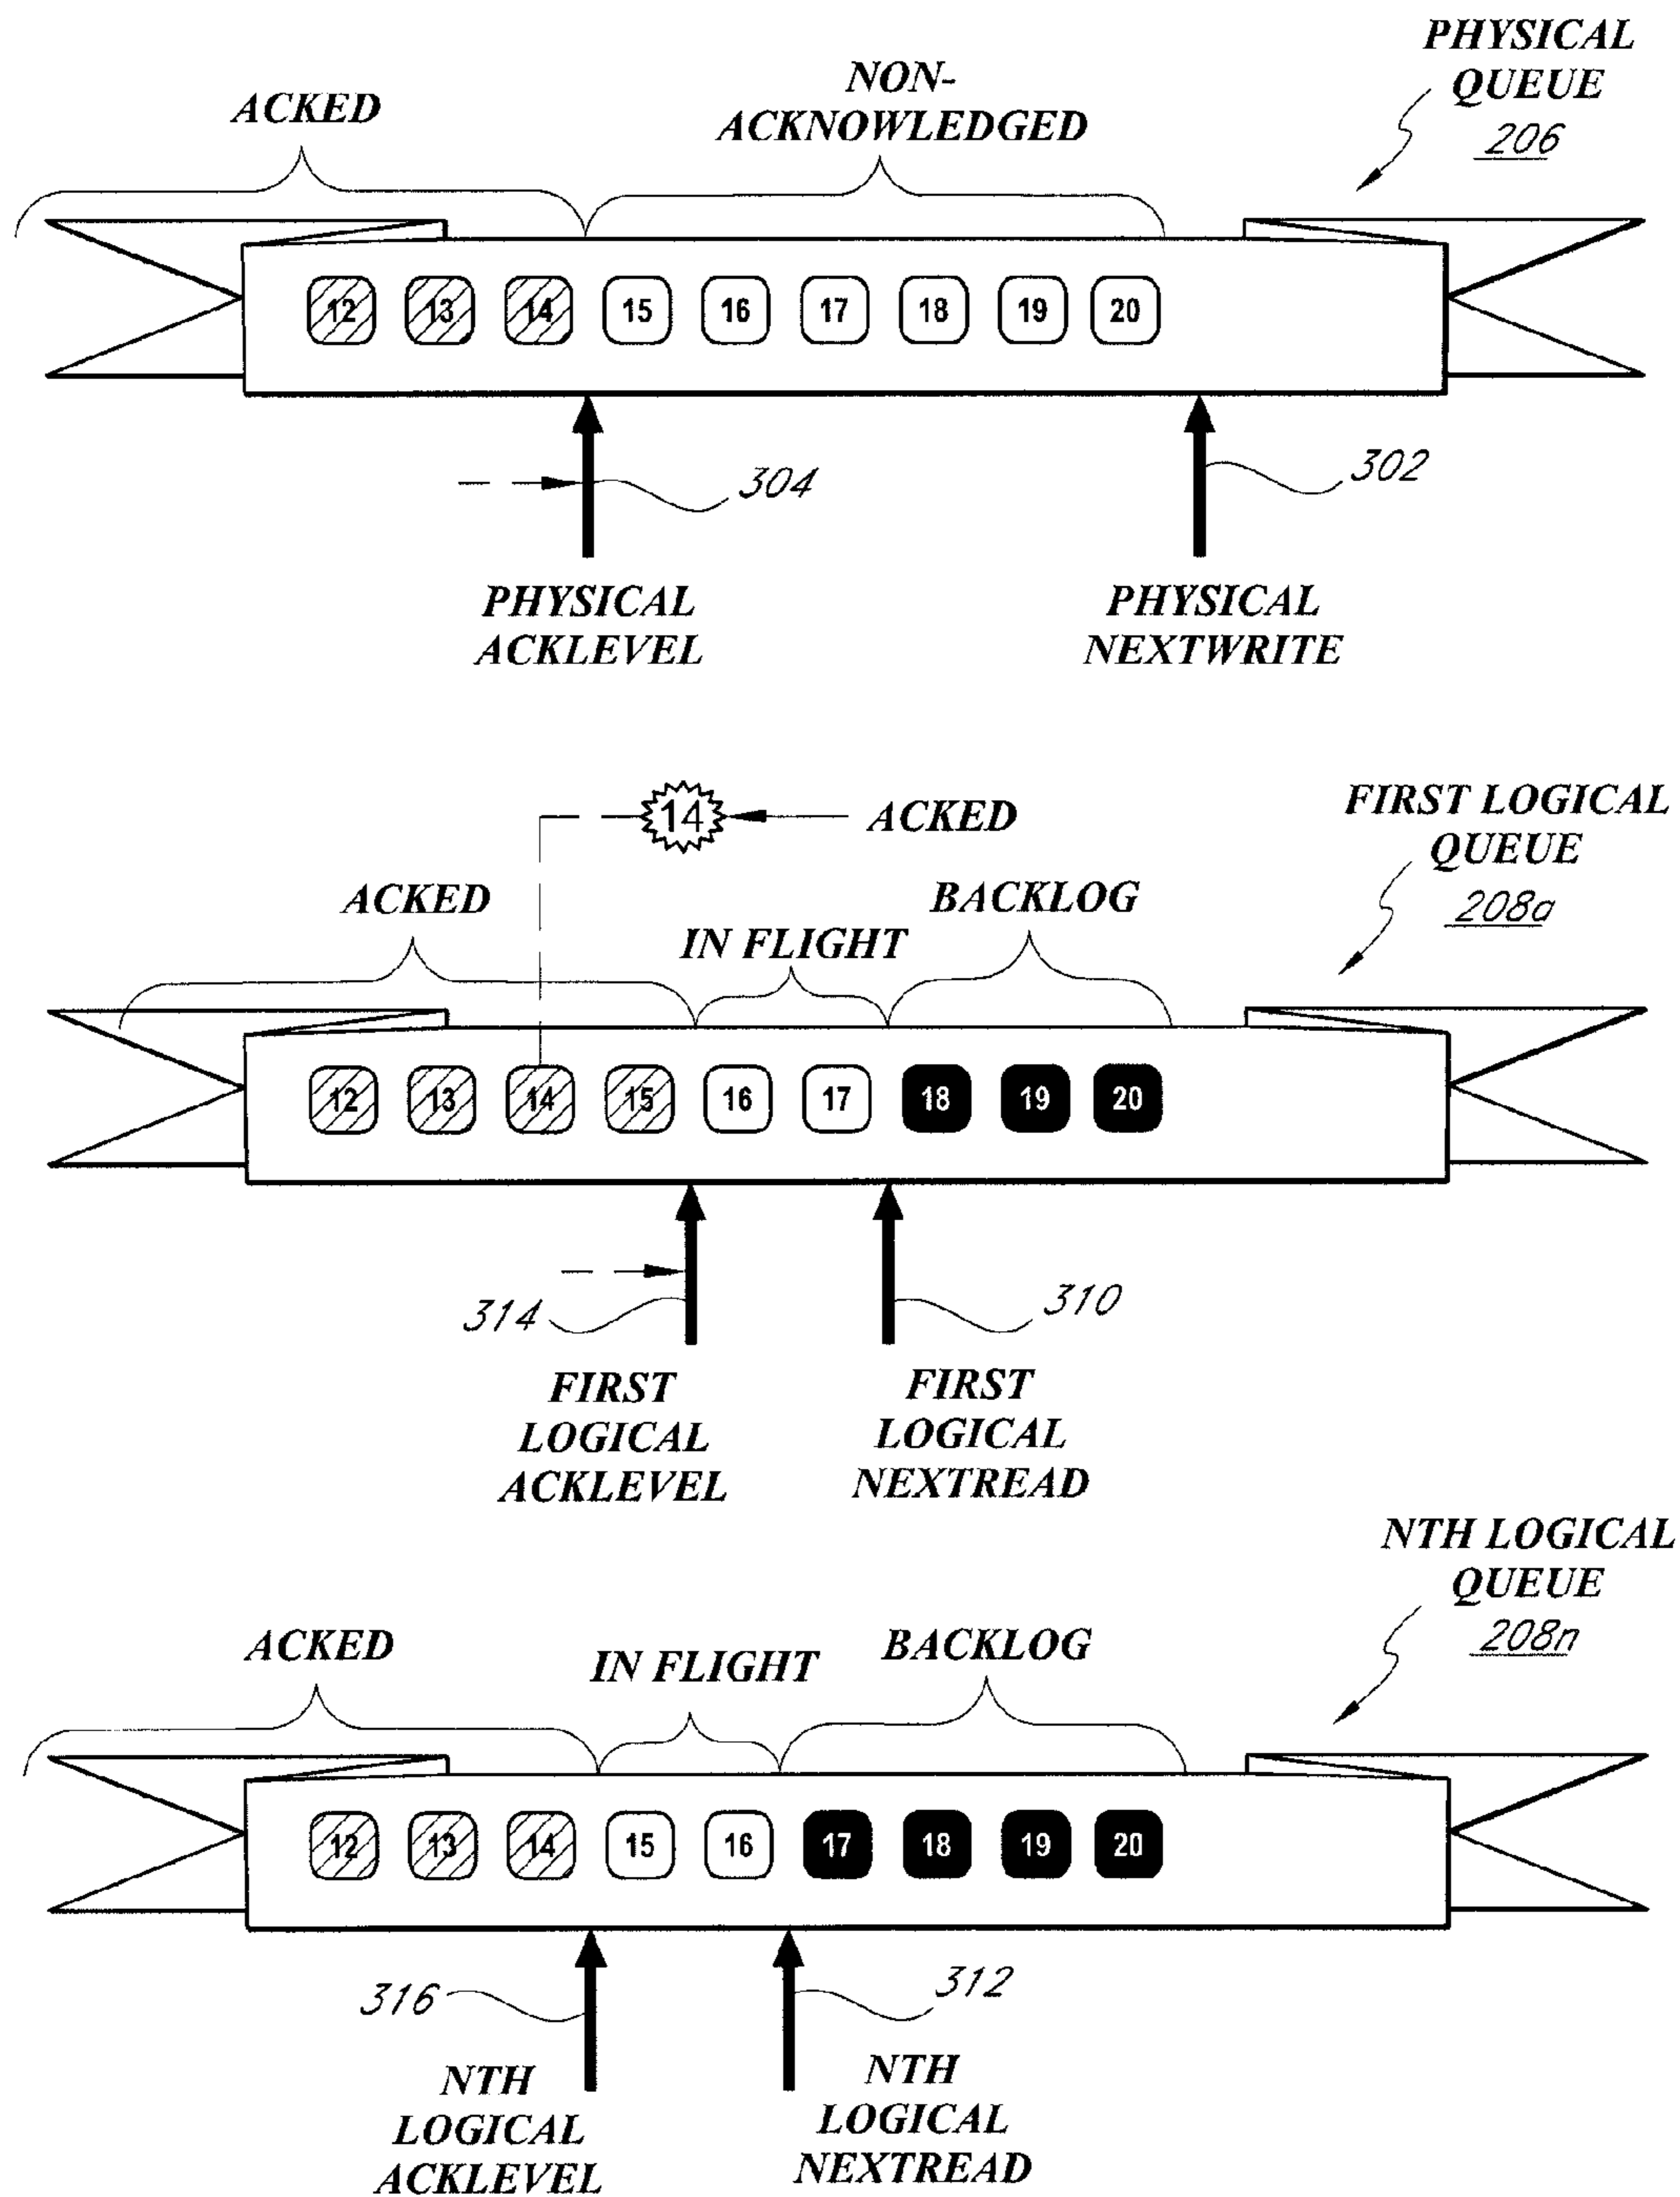 PHYSICAL
QUEUE
206
NON-
ACKNOWLEDGED
ACKED
12 13 14 15 16 17 18 19 20
304
302
PHYSICAL
ACKLEVEL
PHYSICAL
NEXTWRITE
14
ACKED
FIRST LOGICAL
QUEUE
208a
ACKED
IN FLIGHT
BACKLOG
12 13 14 15 16 17 18 19 20
314
310
FIRST
LOGICAL
ACKLEVEL
FIRST
LOGICAL
NEXTREAD
NTH LOGICAL
QUEUE
208n
ACKED
IN FLIGHT
BACKLOG
12 13 14 15 16 17 18 19 20
316
312
NTH
LOGICAL
ACKLEVEL
NTH
LOGICAL
NEXTREAD